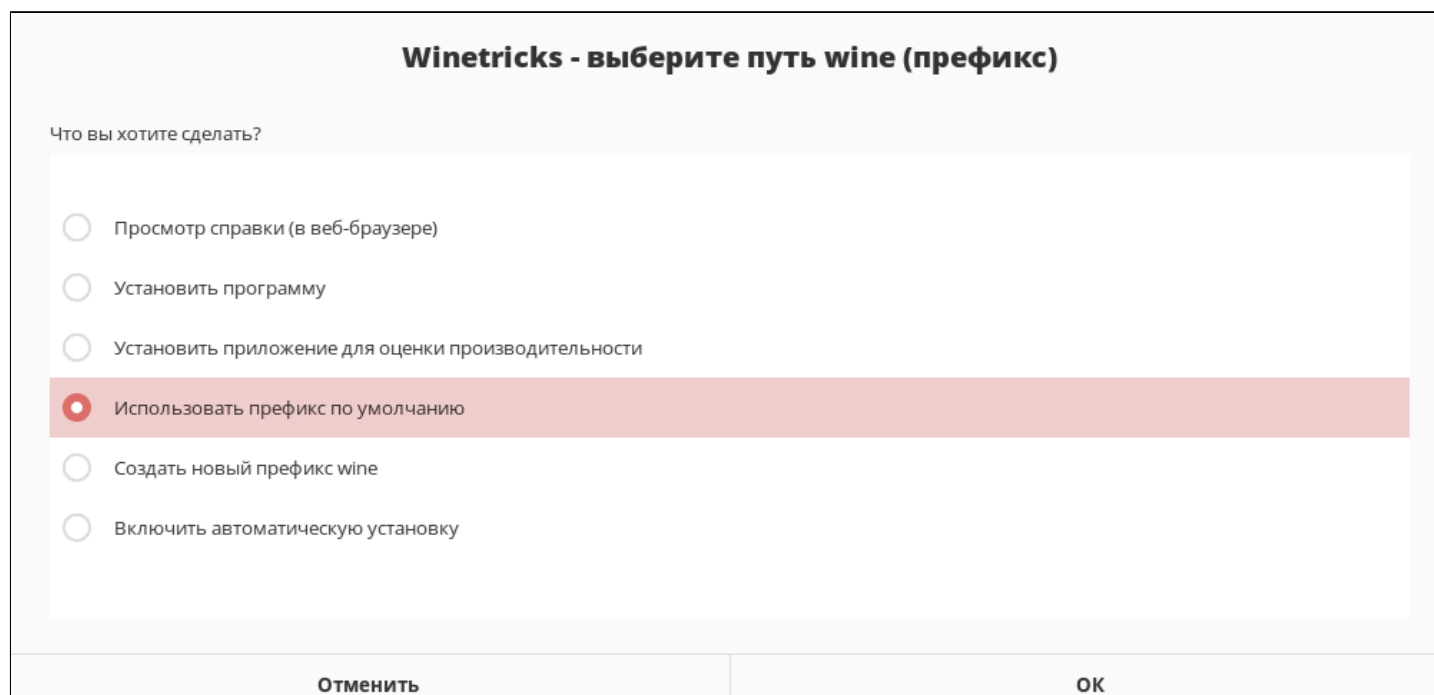 Winetricks - выберите путь wine (префикс)
Что вы хотите сделать?
Просмотр справки (в веб-браузере)
Установить программу
Установить приложение для оценки производительности
Использовать префикс по умолчанию
Создать новый префикс wine
Включить автоматическую установку
Отменить
ОК